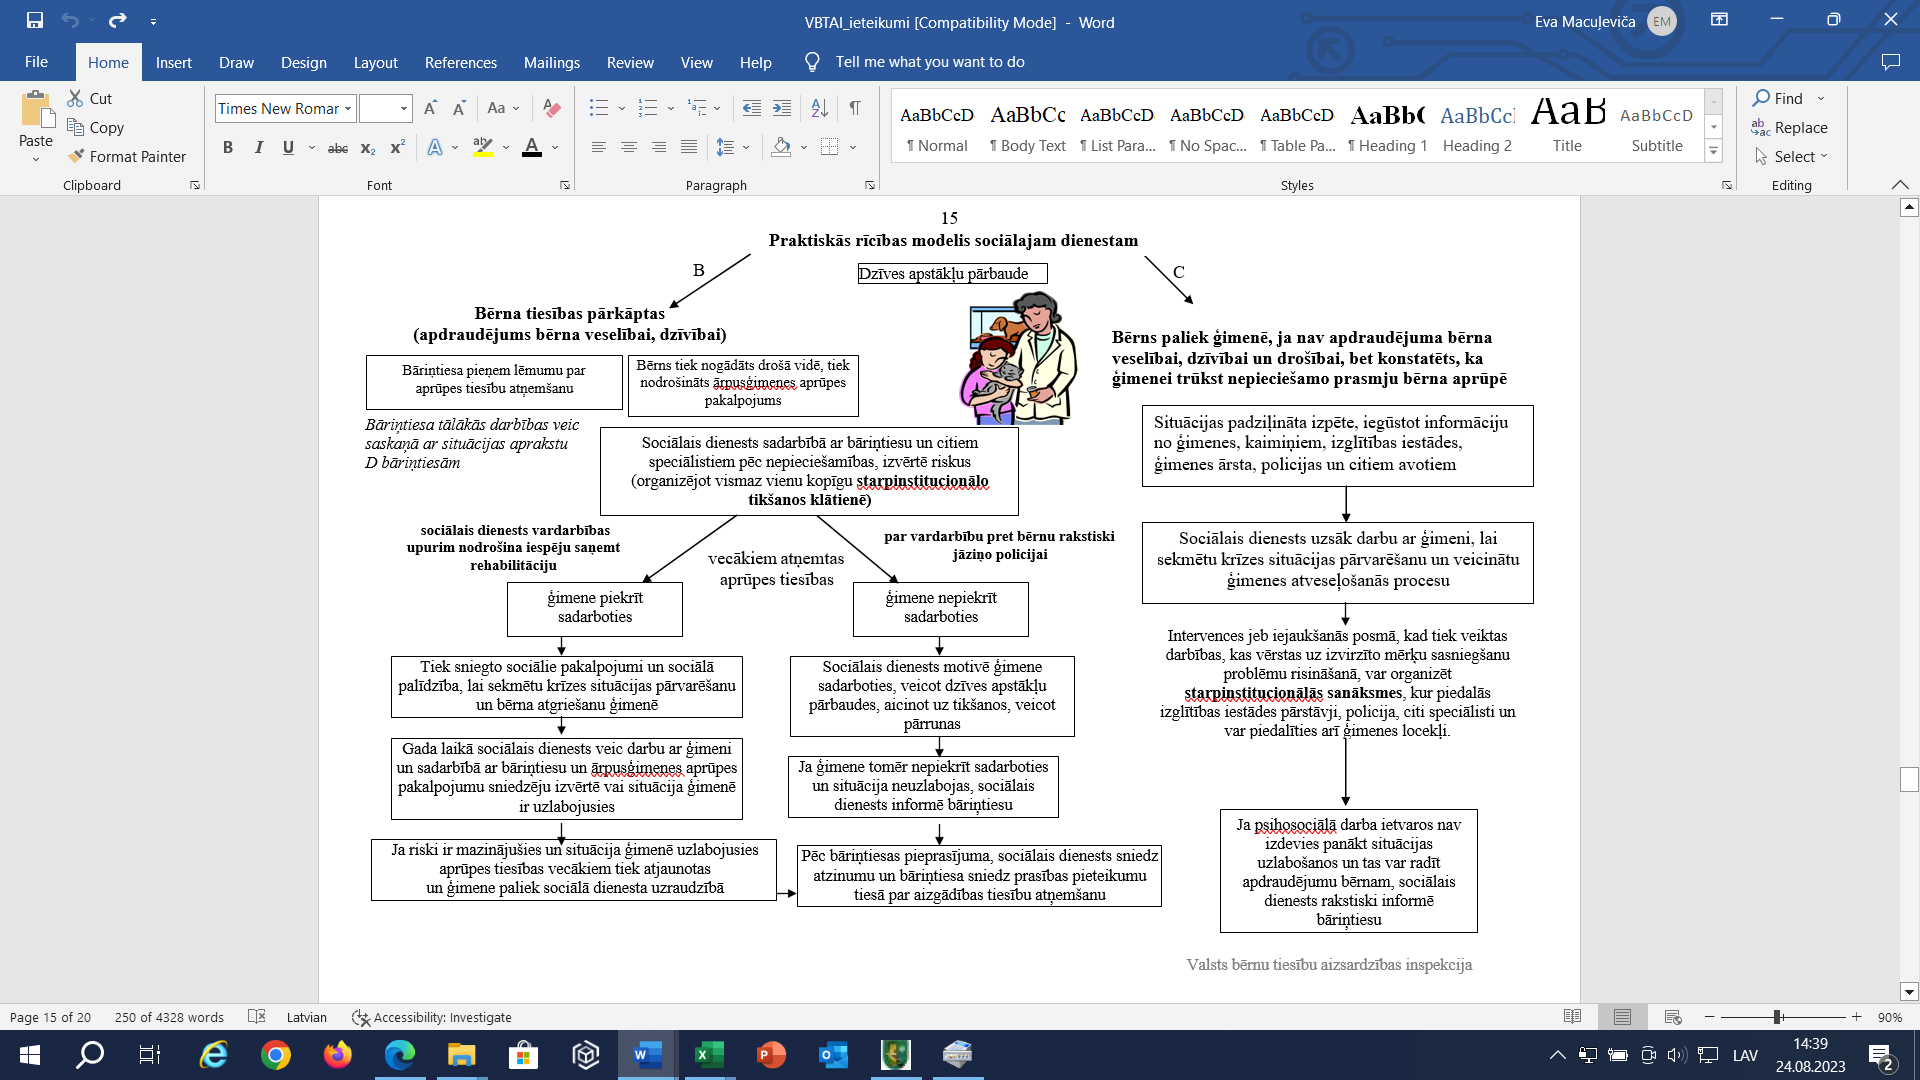 VBTAI_ieteikumi [Compatibility Mode] - Word
Eva Macuļeviča
EM
File
Home
Insert
Draw
Design
Layout
References
Mailings
Review
View
Help
Tell me what you want to do
Paste
Cut
Copy
Format Painter
Clipboard
Times New Romar
Font
Paragraph
AaBbCcD
¶ Normal
AaBbCc
¶ Body Text
AaBbCcD
¶ List Para...
AaBbCcD
¶ No Spac...
AaBbCcD
¶ Table Pa...
AaBb(
¶ Heading 1
AaBbCcI
Heading 2
AaB
Title
AaBbCcD
Subtitle
Styles
Find
Replace
Select
Editing
15
Praktiskās rīcības modelis sociālajam dienestam
B
Dzīves apstākļu pārbaude
C
Bērna tiesības pārkāptas
(apdraudējums bērna veselībai, dzīvībai)
Bāriņtiesa pieņem lēmumu par
aprūpes tiesību atņemšanu
Bērns tiek nogādāts drošā vidē, tiek
nodrošināts ārpusģimenes aprūpes
pakalpojums
Bāriņtiesa tālākās darbības veic
saskaņā ar situācijas aprakstu
D bāriņtiesām
Sociālais dienests sadarbībā ar bāriņtiesu un citiem
speciālistiem pēc nepieciešamības, izvērtē riskus
(organizējot vismaz vienu kopīgu starpinstitucionālo
tikšanos klātienē)
sociālais dienests vardarbības
upurim nodrošina iespēju saņemt
rehabilitāciju
vecākiem atņemtas
aprūpes tiesības
par vardarbību pret bērnu rakstiski
jāziņo policijai
ģimene piekrīt
sadarboties
ģimene nepiekrīt
sadarboties
Tiek sniegto sociālie pakalpojumi un sociālā
palīdzība, lai sekmētu krīzes situācijas pārvarēšanu
un bērna atgriešanu ģimenē
Sociālais dienests motivē ģimene
sadarboties, veicot dzīves apstākļu
pārbaudes, aicinot uz tikšanos, veicot
pārrunas
Gada laikā sociālais dienests veic darbu ar ģimeni
un sadarbībā ar bāriņtiesu un ārpusģimenes aprūpes
pakalpojumu sniedzēju izvērtē vai situācija ģimenē
ir uzlabojusies
Ja ģimene tomēr nepiekrīt sadarboties
un situācija neuzlabojas, sociālais
dienests informē bāriņtiesu
Ja riski ir mazinājušies un situācija ģimenē uzlabojusies
aprūpes tiesības vecākiem tiek atjaunotas
un ģimene paliek sociālā dienesta uzraudzībā
Pēc bāriņtiesas pieprasījuma, sociālais dienests sniedz
atzinumu un bāriņtiesa sniedz prasības pieteikumu
tiesā par aizgādības tiesību atņemšanu
Bērns paliek ģimenē, ja nav apdraudējuma bērna
veselībai, dzīvībai un drošībai, bet konstatēts, ka
ģimenei trūkst nepieciešamo prasmju bērna aprūpē
Situācijas padziļināta izpēte, iegūstot informāciju
no ģimenes, kaimiņiem, izglītības iestādes,
ģimenes ārsta, policijas un citiem avotiem
Sociālais dienests uzsāk darbu ar ģimeni, lai
sekmētu krīzes situācijas pārvarēšanu un veicinātu
ģimenes atveseļošanās procesu
Intervences jeb iejaukšanās posmā, kad tiek veiktas
darbības, kas vērstas uz izvirzīto mērķu sasniegšanu
problēmu risināšanā, var organizēt
starpinstitucionālās sanāksmes, kur piedalās
izglītības iestādes pārstāvji, policija, citi speciālisti un
var piedalīties arī ģimenes locekļi.
Ja psihosociālā darba ietvaros nav
izdevies panākt situācijas
uzlabošanos un tas var radīt
apdraudējumu bērnam, sociālais
dienests rakstiski informē
bāriņtiesu
Valsts bērnu tiesību aizsardzības inspekcija
Page 15 of 20
250 of 4328 words
Latvian
Accessibility: Investigate
90%
LAV
14:39
24.08.2023
2